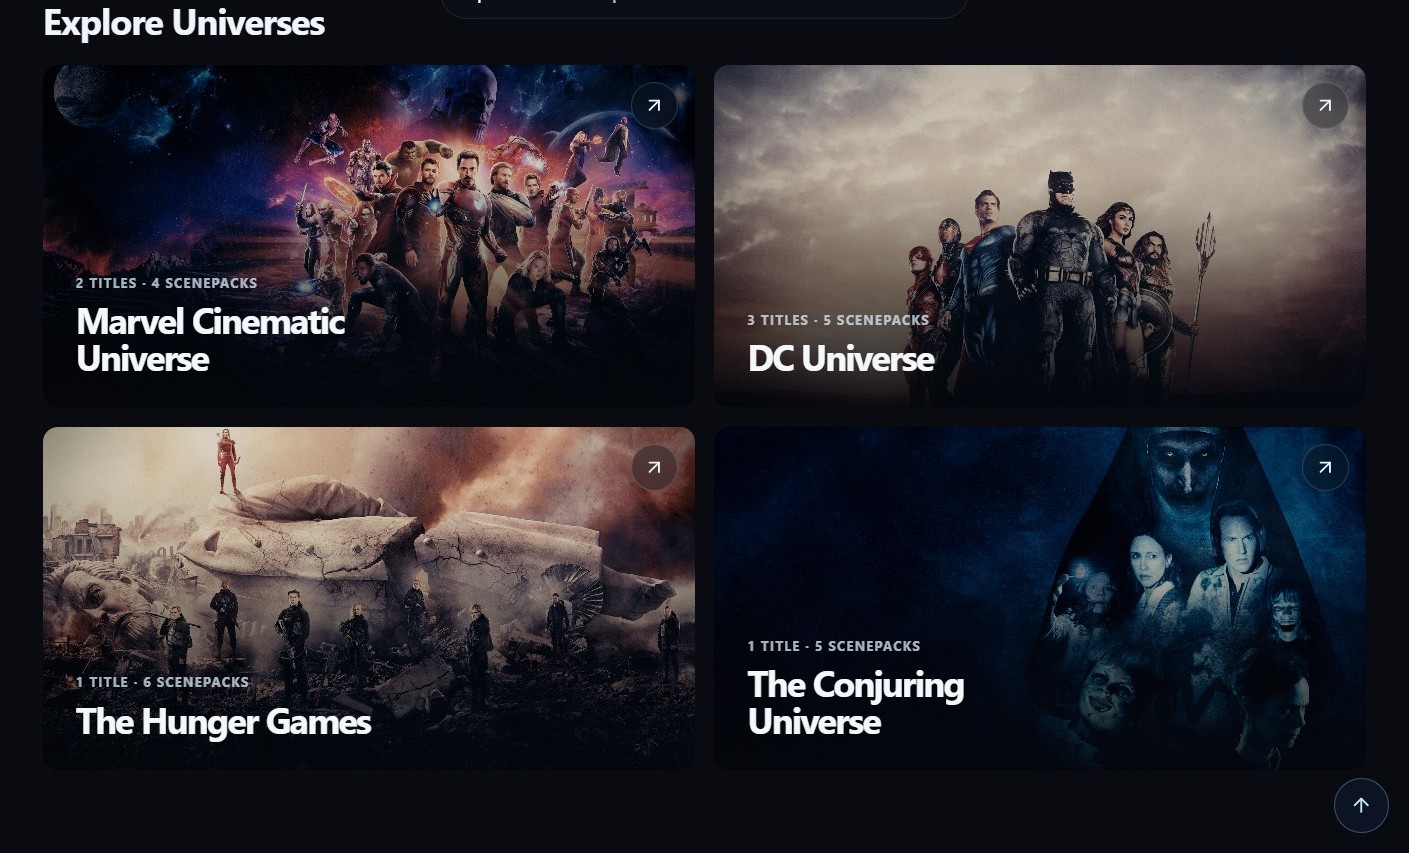 Explore Universes
2 TITLES · 4 SCENEPACKS
Marvel Cinematic
Universe
3 TITLES · 5 SCENEPACKS
DC Universe
1 TITLE · 6 SCENEPACKS
The Hunger Games
1 TITLE · 5 SCENEPACKS
The Conjuring
Universe